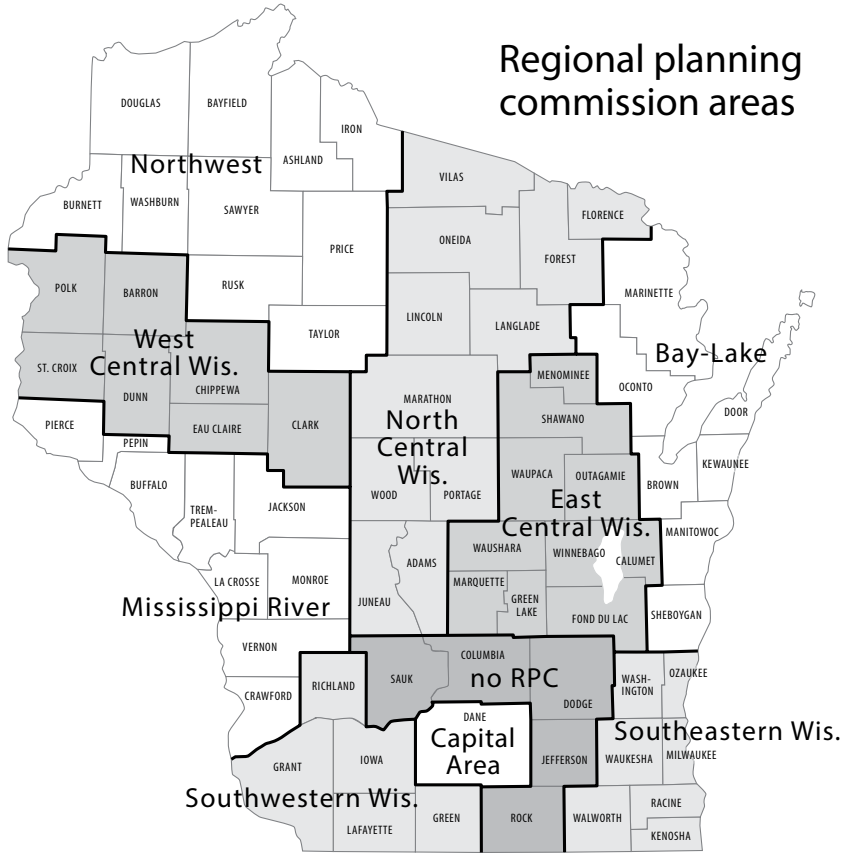 Regional planning
commission areas
DOUGLAS
BAYFIELD
IRON
ASHLAND
Northwest
VILAS
BURNETT
WASHBURN
SAWYER
FLORENCE
ONEIDA
PRICE
FOREST
POLK
BARRON
RUSK
MARINETTE
LINCOLN
TAYLOR
LANGLADE
West
Central Wis.
Bay-Lake
ST. CROIX
DUNN
CHIPPEWA
MENOMINEE
OCONTO
MARATHON
DOOR
PIERCE
EAU CLAIRE
CLARK
North
Central
Wis.
SHAWANO
PEPIN
KEWAUNEE
BUFFALO
WAUPACA
OUTAGAMIE
BROWN
WOOD
PORTAGE
TREM-
PEALEAU
JACKSON
East
Central Wis.
MANITOWOC
WAUSHARA
WINNEBAGO
CALUMET
ADAMS
LA CROSSE
MONROE
MARQUETTE
GREEN
LAKE
JUNEAU
Mississippi River
FOND DU LAC
SHEBOYGAN
VERNON
COLUMBIA
RICHLAND
SAUK
no RPC
WASH-
INGTON
OZAUKEE
CRAWFORD
DODGE
DANE
Capital
Area
Southeastern Wis.
IOWA
JEFFERSON
WAUKESHA
MILWAUKEE
GRANT
Southwestern Wis.
LAFAYETTE
GREEN
ROCK
WALWORTH
RACINE
KENOSHA